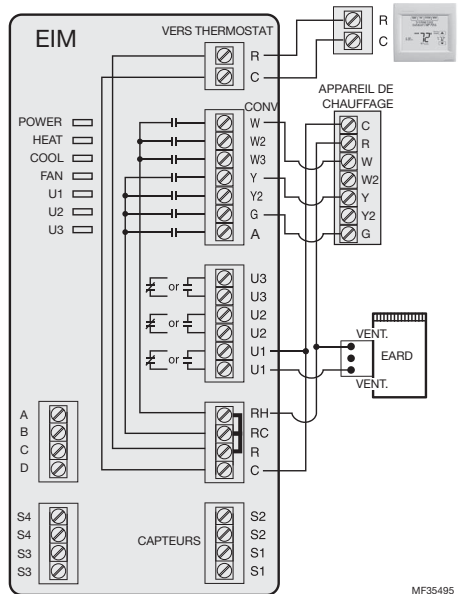 EIM
VERS THERMOSTAT
R
C
R
C
APPAREIL DE
CHAUFFAGE
C
R
W
W2
Y
Y2
G
CONV
W
W2
W3
Y
Y2
G
A
POWER
HEAT
COOL
FAN
U1
U2
U3
or
or
or
U3
U3
U2
U2
U1
U1
VENT.
EARD
VENT.
RH
RC
R
C
A
B
C
D
S4
S4
S3
S3
CAPTEURS
S2
S2
S1
S1
MF35495